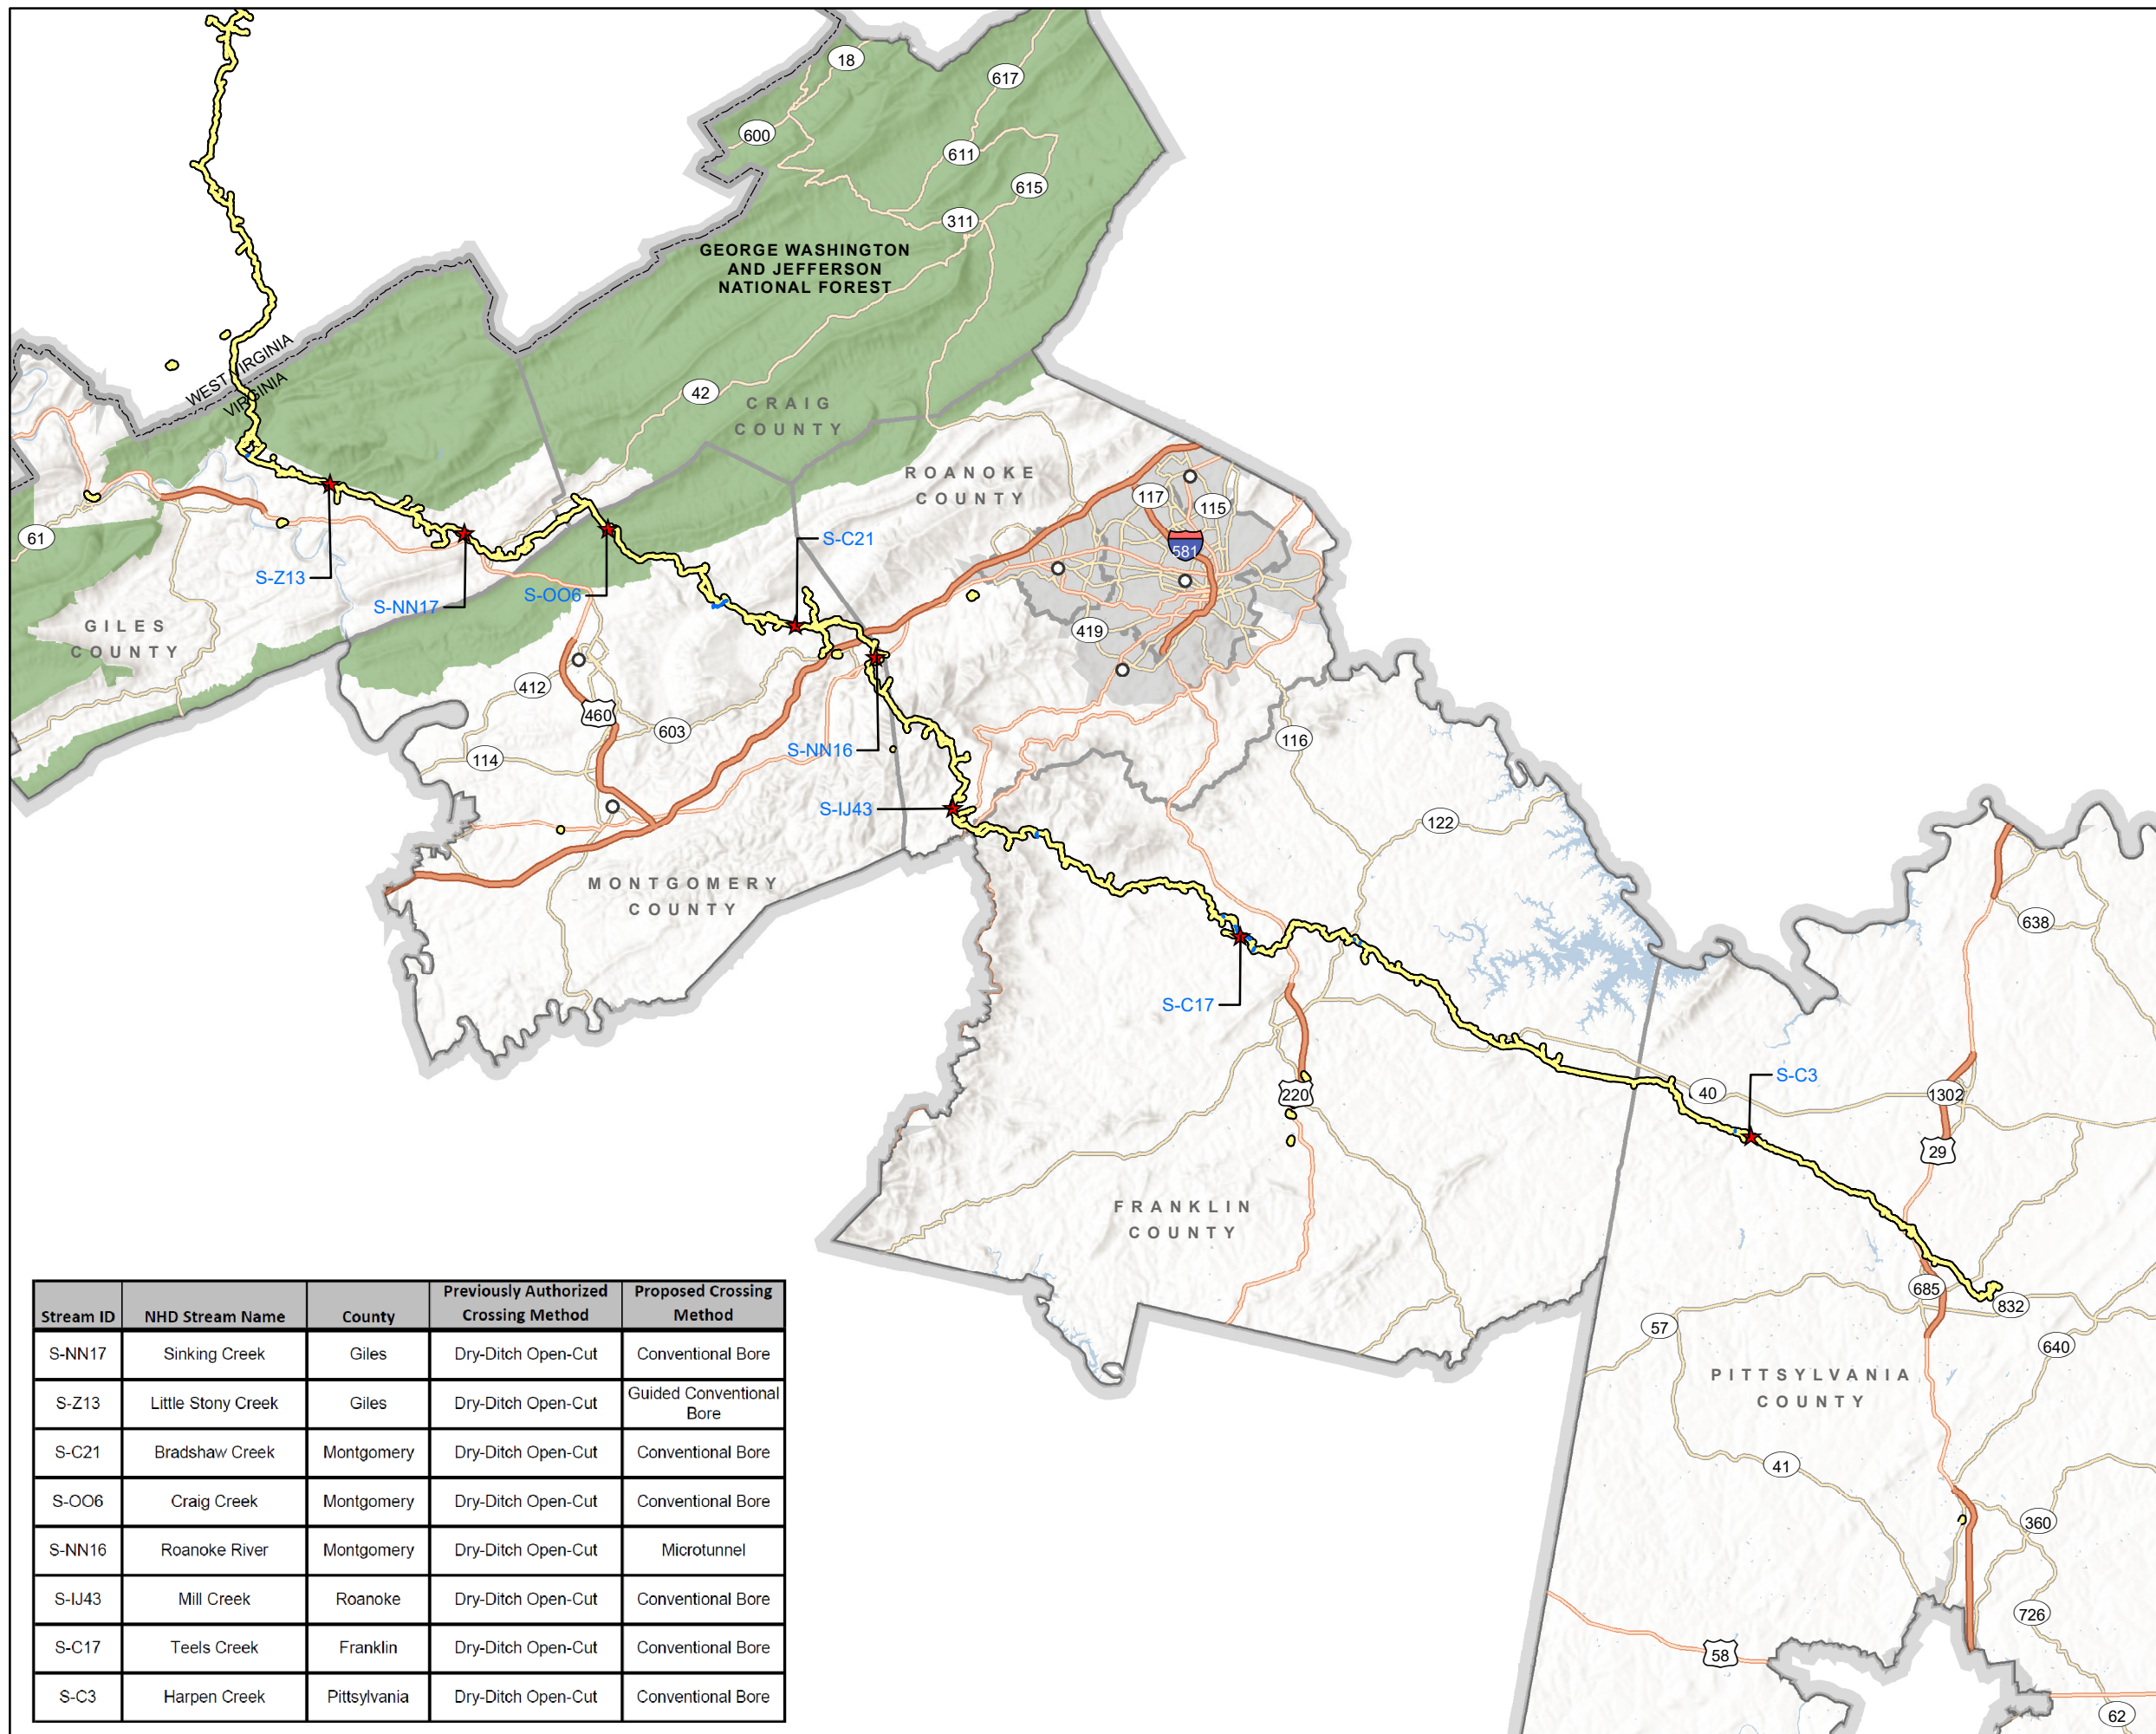 18
617
600
611
615
311
GEORGE WASHINGTON
AND JEFFERSON
NATIONAL FOREST
WEST VIRGINIA
VIRGINIA
42
CRAIG
COUNTY
ROANOKE
COUNTY
117
115
581
61
S-Z13
S-NN17
S-OO6
S-C21
GILES
COUNTY
419
412
460
603
114
S-NN16
116
S-IJ43
122
MONTGOMERY
COUNTY
638
S-C17
S-C3
40
1302
220
29
FRANKLIN
COUNTY
685
832
57
640
PITTSYLVANIA
COUNTY
41
360
726
58
62
Stream ID NHD Stream Name County Previously Authorized Crossing Method Proposed Crossing Method
S-NN17 Sinking Creek Giles Dry-Ditch Open-Cut Conventional Bore
S-Z13 Little Stony Creek Giles Dry-Ditch Open-Cut Guided Conventional Bore
S-C21 Bradshaw Creek Montgomery Dry-Ditch Open-Cut Conventional Bore
S-OO6 Craig Creek Montgomery Dry-Ditch Open-Cut Conventional Bore
S-NN16 Roanoke River Montgomery Dry-Ditch Open-Cut Microtunnel
S-IJ43 Mill Creek Roanoke Dry-Ditch Open-Cut Conventional Bore
S-C17 Teels Creek Franklin Dry-Ditch Open-Cut Conventional Bore
S-C3 Harpen Creek Pittsylvania Dry-Ditch Open-Cut Conventional Bore